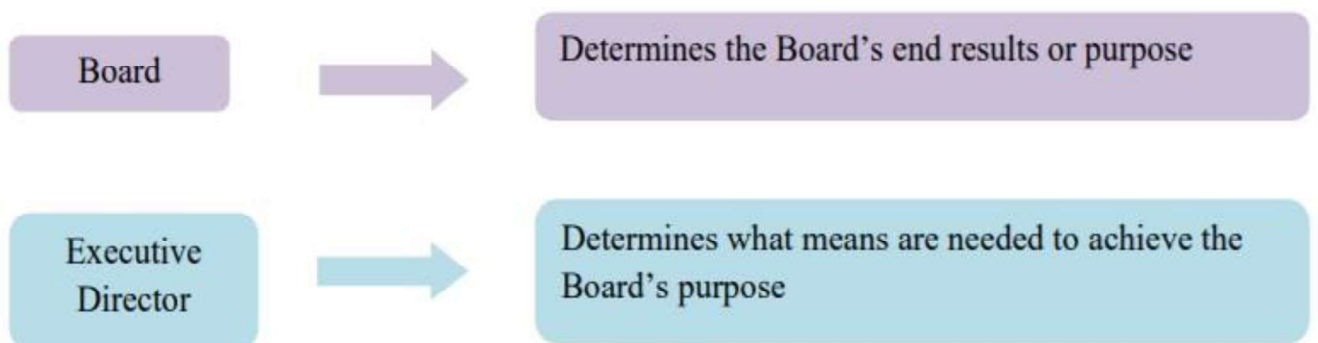 Board
Determines the Board’s end results or purpose
Executive
Director
Determines what means are needed to achieve the
Board’s purpose